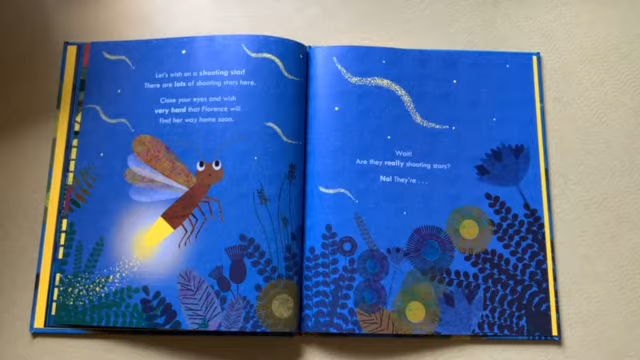 Let's wish on a shooting star!
There are lots of shooting stars here.
Close your eyes and wish
very hard that Florence will
find her way home soon.
Wait!
Are they really shooting stars?
No! They're . . .